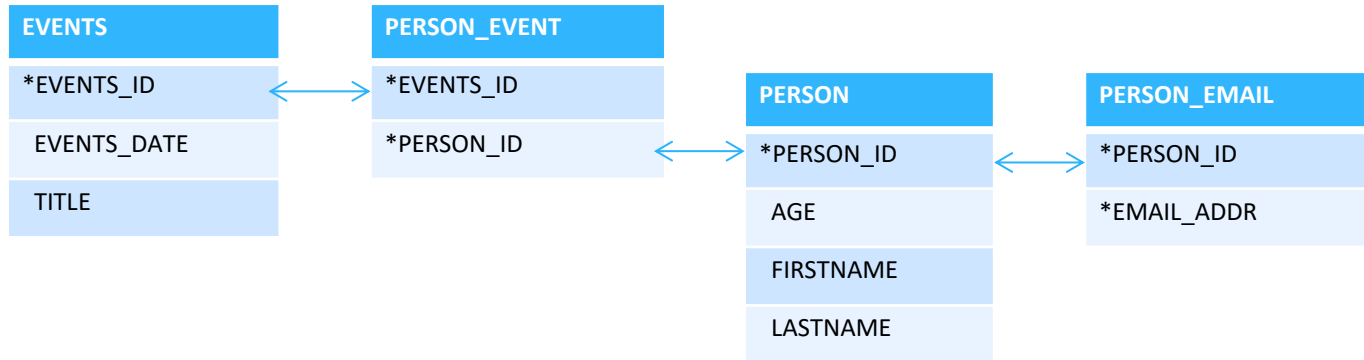 EVENTS
*EVENTS_ID
EVENTS_DATE
TITLE
PERSON_EVENT
*EVENTS_ID
*PERSON_ID
PERSON
*PERSON_ID
AGE
FIRSTNAME
LASTNAME
PERSON_EMAIL
*PERSON_ID
*EMAIL_ADDR